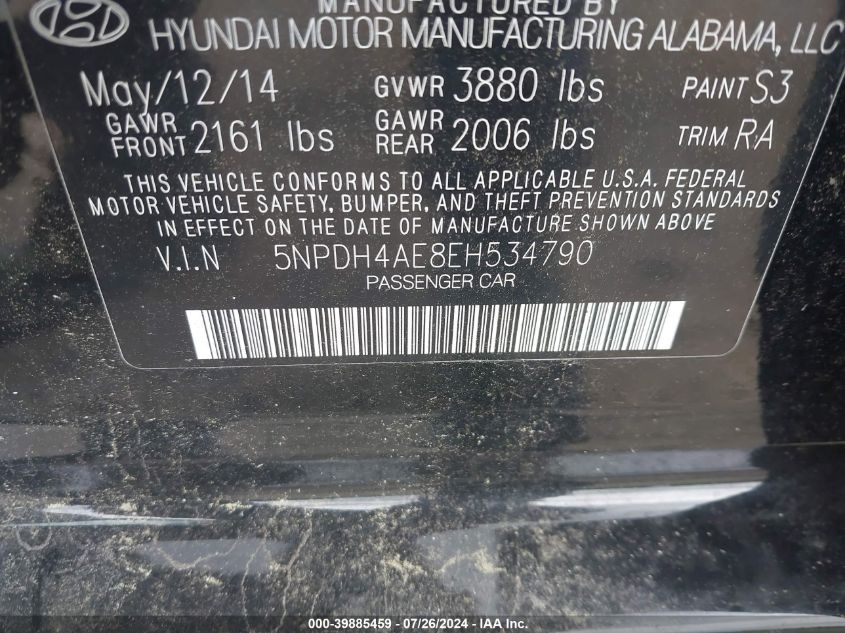 MANUFACTURED BY
HYUNDAI MOTOR MANUFACTURING ALABAMA, LLC
May/12/14 GVWR 3880 lbs PAINT S3
GAWR FRONT 2161 lbs GAWR REAR 2006 lbs TRIM RA
THIS VEHICLE CONFORMS TO ALL APPLICABLE U.S.A. FEDERAL
MOTOR VEHICLE SAFETY, BUMPER, AND THEFT PREVENTION STANDARDS
IN EFFECT ON THE DATE OF MANUFACTURE SHOWN ABOVE
V.I.N 5NPDH4AE8EH534790
PASSENGER CAR
000-39885459 - 07/26/2024 - IAA Inc.